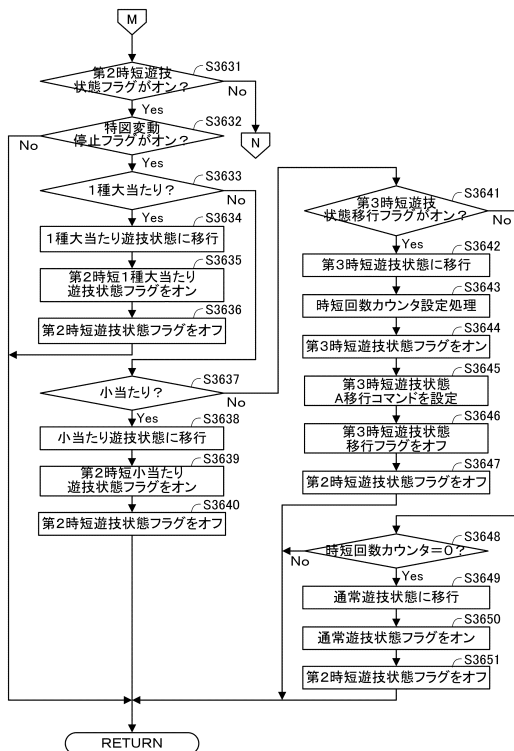 M
第2時短遊技
状態フラグがオン？
S3631
No
Yes
N
特図変動
停止フラグがオン？
S3632
No
Yes
1種大当たり？
S3633
No
Yes
S3634
1種大当たり遊技状態に移行
S3635
第2時短1種大当たり
遊技状態フラグをオン
S3636
第2時短遊技状態フラグをオフ
小当たり？
S3637
No
Yes
S3638
小当たり遊技状態に移行
S3639
第2時短小当たり
遊技状態フラグをオン
S3640
第2時短遊技状態フラグをオフ
第3時短遊技
状態移行フラグがオン？
S3641
No
Yes
S3642
第3時短遊技状態に移行
S3643
時短回数カウンタ設定処理
S3644
第3時短遊技状態フラグをオン
S3645
第3時短遊技状態
A移行コマンドを設定
S3646
第3時短遊技状態
移行フラグをオフ
S3647
第2時短遊技状態フラグをオフ
S3648
時短回数カウンタ＝0？
No
Yes
S3649
通常遊技状態に移行
S3650
通常遊技状態フラグをオン
S3651
第2時短遊技状態フラグをオフ
RETURN